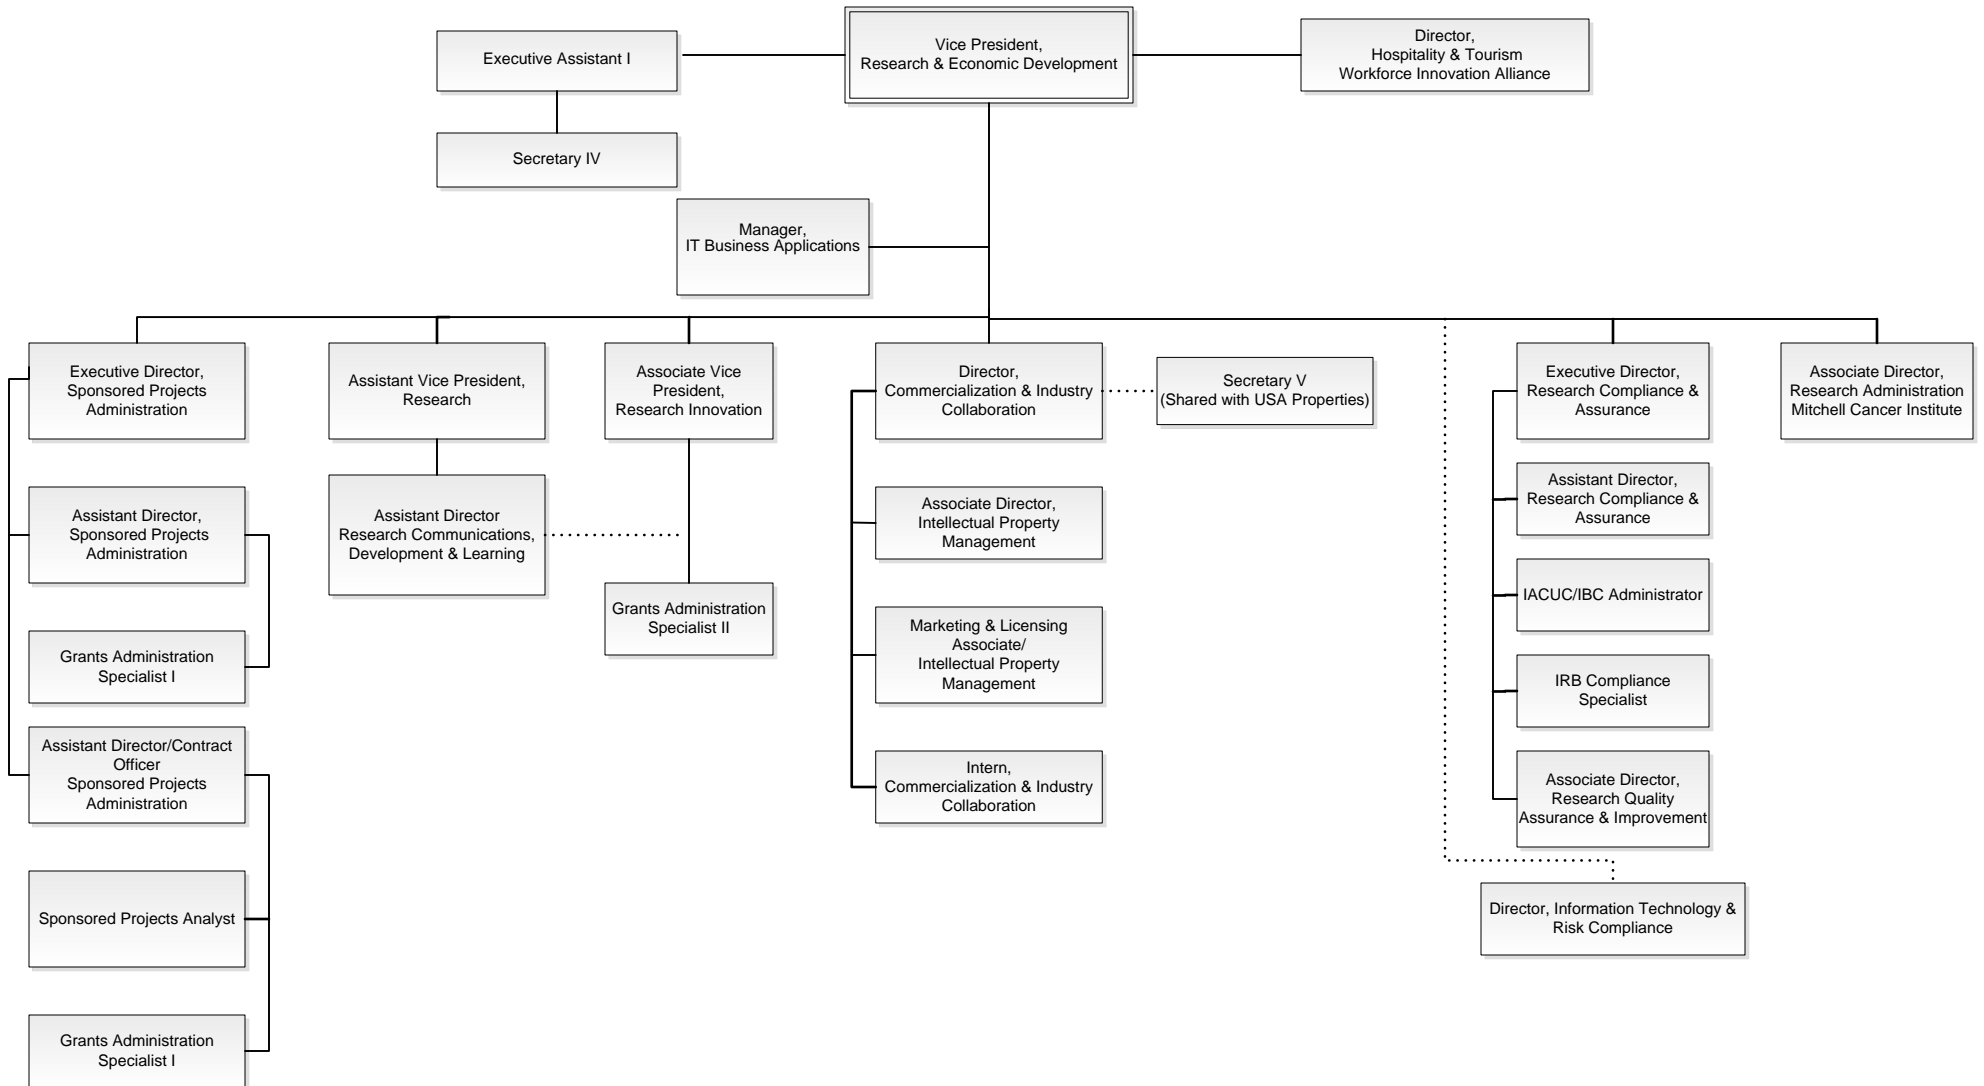 Executive Assistant I
Vice President,
Research & Economic Development
Director,
Hospitality & Tourism
Workforce Innovation Alliance
Secretary IV
Manager,
IT Business Applications
Executive Director,
Sponsored Projects
Administration
Assistant Vice President,
Research
Associate Vice
President,
Research Innovation
Director,
Commercialization & Industry
Collaboration
Secretary V
(Shared with USA Properties)
Executive Director,
Research Compliance &
Assurance
Associate Director,
Research Administration
Mitchell Cancer Institute
Assistant Director,
Sponsored Projects
Administration
Assistant Director
Research Communications,
Development & Learning
Associate Director,
Intellectual Property
Management
Assistant Director,
Research Compliance &
Assurance
Grants Administration
Specialist II
IACUC/IBC Administrator
Grants Administration
Specialist I
Marketing & Licensing
Associate/
Intellectual Property
Management
IRB Compliance
Specialist
Assistant Director/Contract
Officer
Sponsored Projects
Administration
Intern,
Commercialization & Industry
Collaboration
Associate Director,
Research Quality
Assurance & Improvement
Sponsored Projects Analyst
Director, Information Technology &
Risk Compliance
Grants Administration
Specialist I